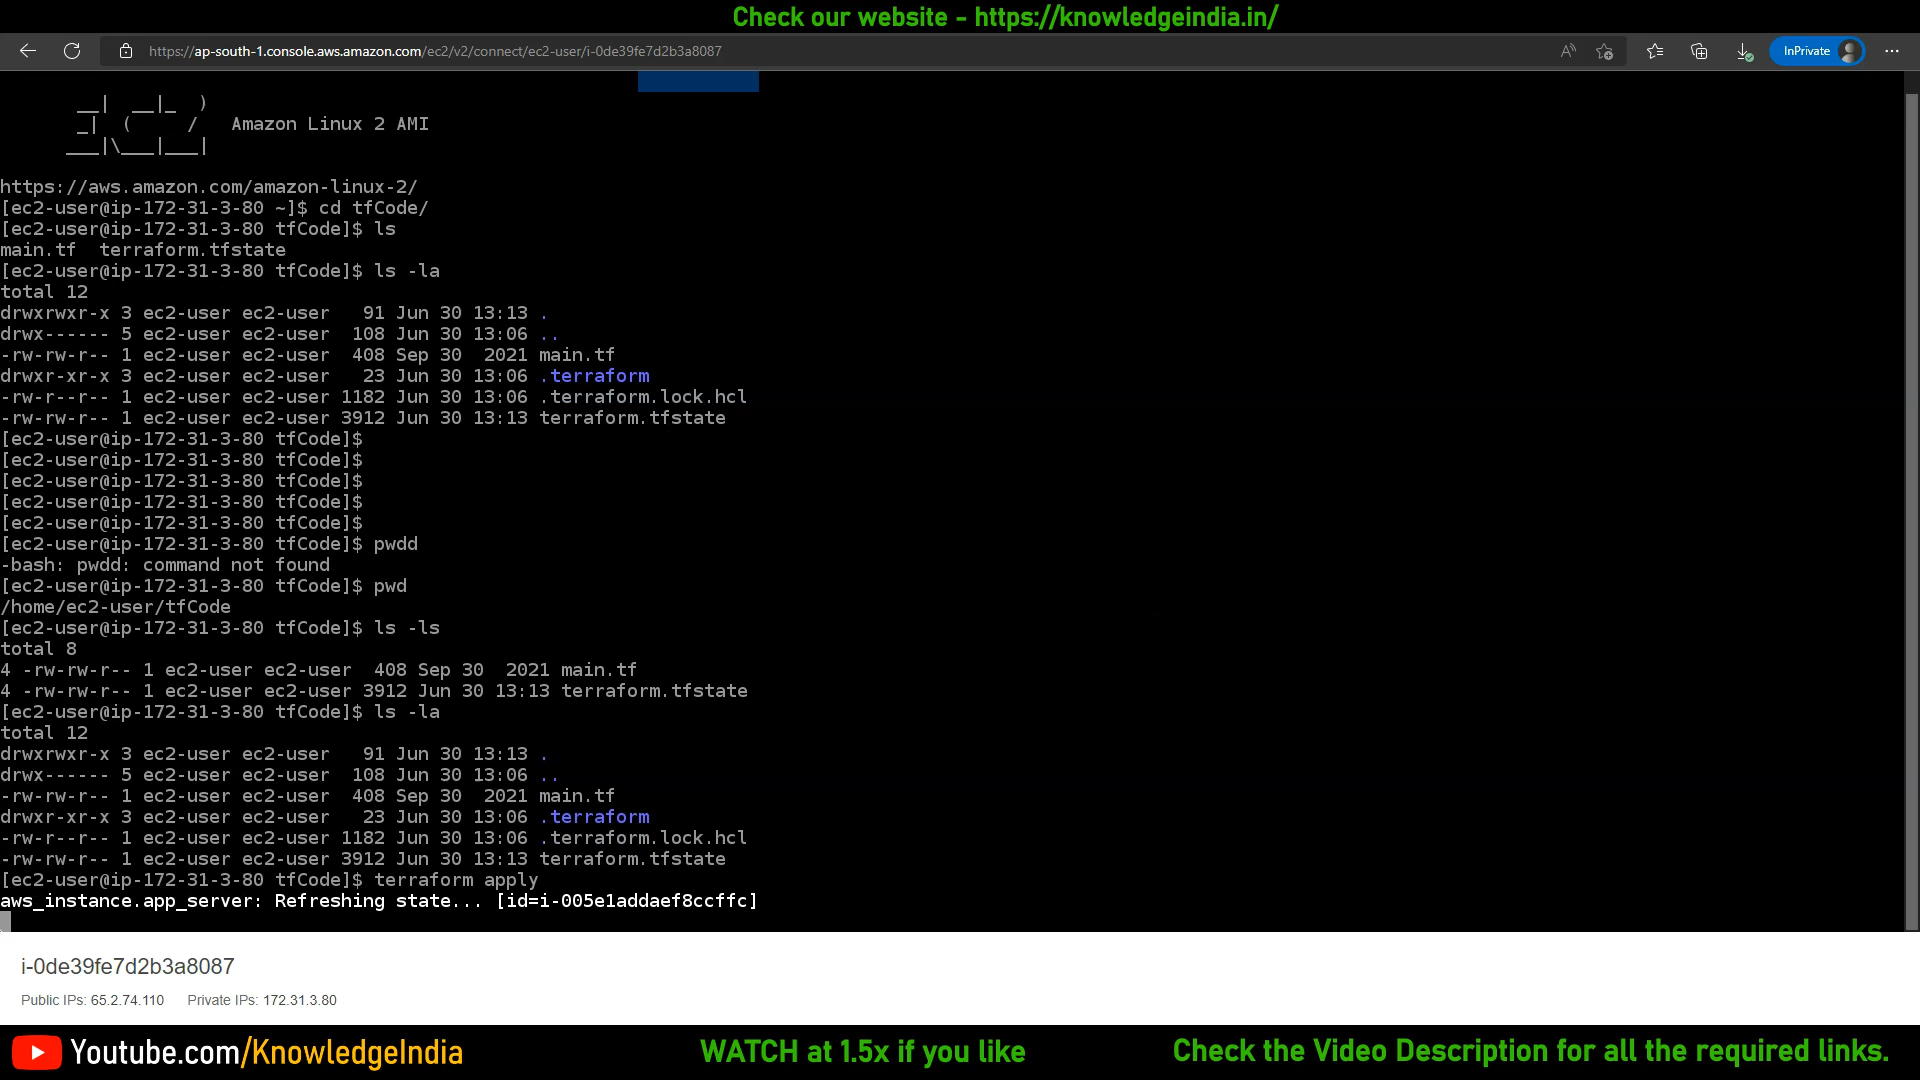 Check our website - https://knowledgeindia.in/
https://ap-south-1.console.aws.amazon.com/ec2/v2/connect/ec2-user/i-0de39fe7d2b3a8087
InPrivate
__|  __|_  )
_|  (     /   Amazon Linux 2 AMI
___|\___|___|
https://aws.amazon.com/amazon-linux-2/
[ec2-user@ip-172-31-3-80 ~]$ cd tfCode/
[ec2-user@ip-172-31-3-80 tfCode]$ ls
main.tf  terraform.tfstate
[ec2-user@ip-172-31-3-80 tfCode]$ ls -la
total 12
drwxrwxr-x 3 ec2-user ec2-user   91 Jun 30 13:13 .
drwx------ 5 ec2-user ec2-user  108 Jun 30 13:06 ..
-rw-rw-r-- 1 ec2-user ec2-user  408 Sep 30  2021 main.tf
drwxr-xr-x 3 ec2-user ec2-user   23 Jun 30 13:06 .terraform
-rw-r--r-- 1 ec2-user ec2-user 1182 Jun 30 13:06 .terraform.lock.hcl
-rw-rw-r-- 1 ec2-user ec2-user 3912 Jun 30 13:13 terraform.tfstate
[ec2-user@ip-172-31-3-80 tfCode]$
[ec2-user@ip-172-31-3-80 tfCode]$
[ec2-user@ip-172-31-3-80 tfCode]$
[ec2-user@ip-172-31-3-80 tfCode]$
[ec2-user@ip-172-31-3-80 tfCode]$
[ec2-user@ip-172-31-3-80 tfCode]$ pwdd
-bash: pwdd: command not found
[ec2-user@ip-172-31-3-80 tfCode]$ pwd
/home/ec2-user/tfCode
[ec2-user@ip-172-31-3-80 tfCode]$ ls -ls
total 8
4 -rw-rw-r-- 1 ec2-user ec2-user  408 Sep 30  2021 main.tf
4 -rw-rw-r-- 1 ec2-user ec2-user 3912 Jun 30 13:13 terraform.tfstate
[ec2-user@ip-172-31-3-80 tfCode]$ ls -la
total 12
drwxrwxr-x 3 ec2-user ec2-user   91 Jun 30 13:13 .
drwx------ 5 ec2-user ec2-user  108 Jun 30 13:06 ..
-rw-rw-r-- 1 ec2-user ec2-user  408 Sep 30  2021 main.tf
drwxr-xr-x 3 ec2-user ec2-user   23 Jun 30 13:06 .terraform
-rw-r--r-- 1 ec2-user ec2-user 1182 Jun 30 13:06 .terraform.lock.hcl
-rw-rw-r-- 1 ec2-user ec2-user 3912 Jun 30 13:13 terraform.tfstate
[ec2-user@ip-172-31-3-80 tfCode]$ terraform apply
aws_instance.app_server: Refreshing state... [id=i-005e1addaef8ccffc]
i-0de39fe7d2b3a8087
Public IPs: 65.2.74.110 Private IPs: 172.31.3.80
Youtube.com/KnowledgeIndia
WATCH at 1.5x if you like
Check the Video Description for all the required links.